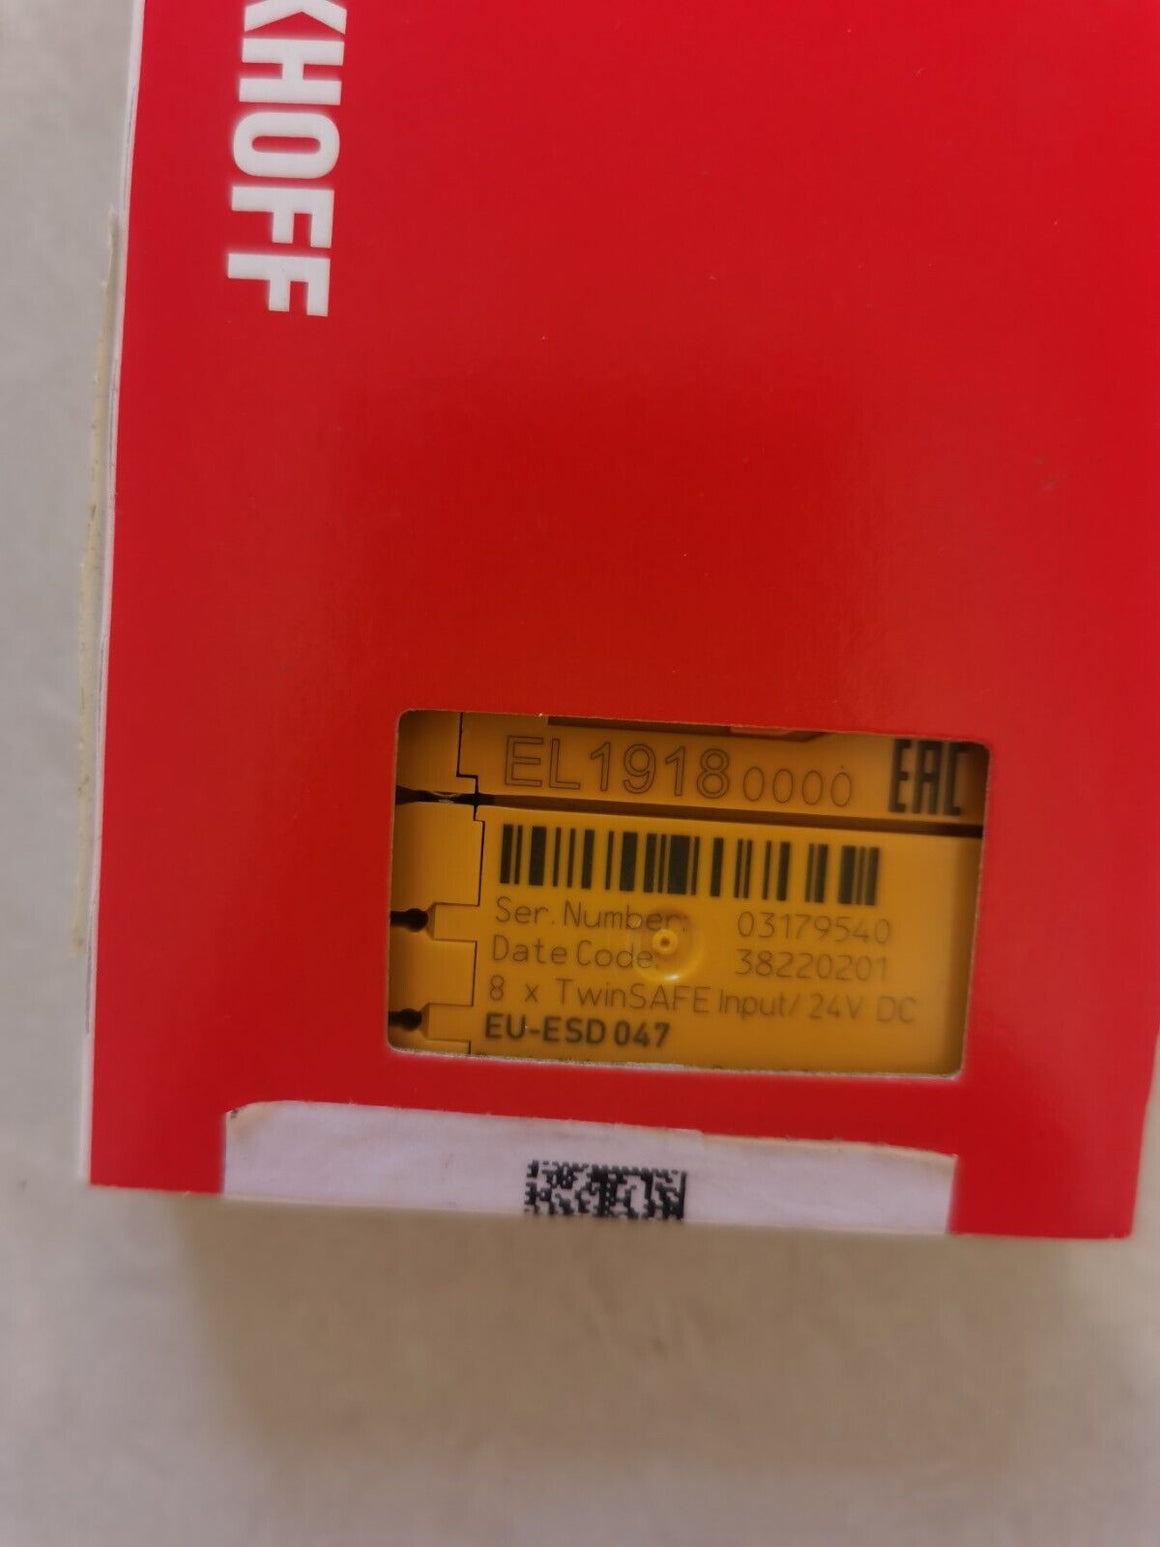 KHOFF
EL1918 0000 EAC
Ser. Number: 03179540
Date Code: 38220201
8 x TwinSAFE Input/ 24V DC
EU-ESD 047